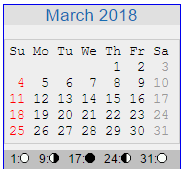 March 2018
Su Mo Tu We Th Fr Sa
1 2 3
4 5 6 7 8 9 10
11 12 13 14 15 16 17
18 19 20 21 22 23 24
25 26 27 28 29 30 31
1: 9: 17: 24: 31: